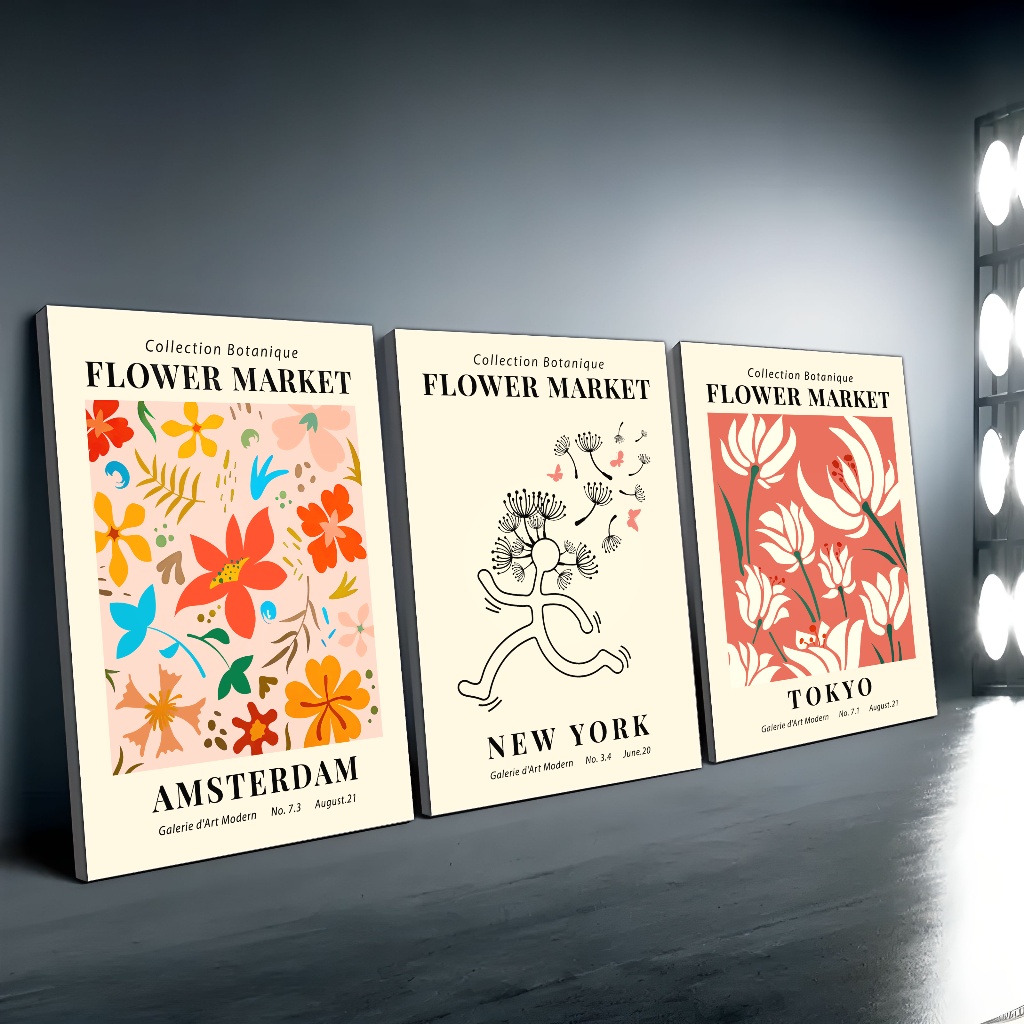 Collection Botanique
FLOWER MARKET
AMSTERDAM
Galerie d'Art Modern No. 7.3 August.21
Collection Botanique
FLOWER MARKET
NEW YORK
Galerie d'Art Modern No. 3.4 June.20
Collection Botanique
FLOWER MARKET
TOKYO
Galerie d'Art Modern No. 7.1 August.21